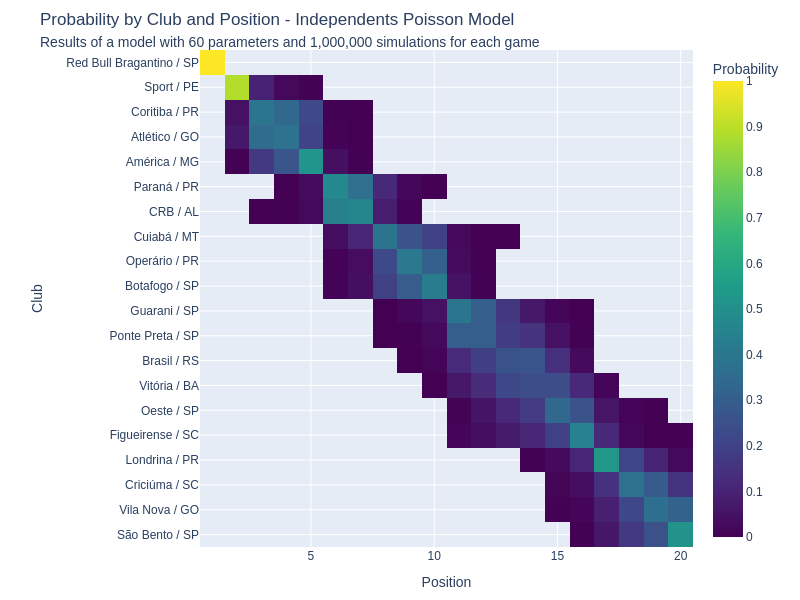 Probability by Club and Position - Independents Poisson Model
Results of a model with 60 parameters and 1,000,000 simulations for each game
Probability
Red Bull Bragantino / SP
Sport / PE
Coritiba / PR
Atlético / GO
América / MG
Paraná / PR
CRB / AL
Cuiabá / MT
Operário / PR
Botafogo / SP
Guarani / SP
Ponte Preta / SP
Brasil / RS
Vitória / BA
Oeste / SP
Figueirense / SC
Londrina / PR
Criciúma / SC
Vila Nova / GO
São Bento / SP
Club
5
10
15
20
Position
1
0.9
0.8
0.7
0.6
0.5
0.4
0.3
0.2
0.1
0